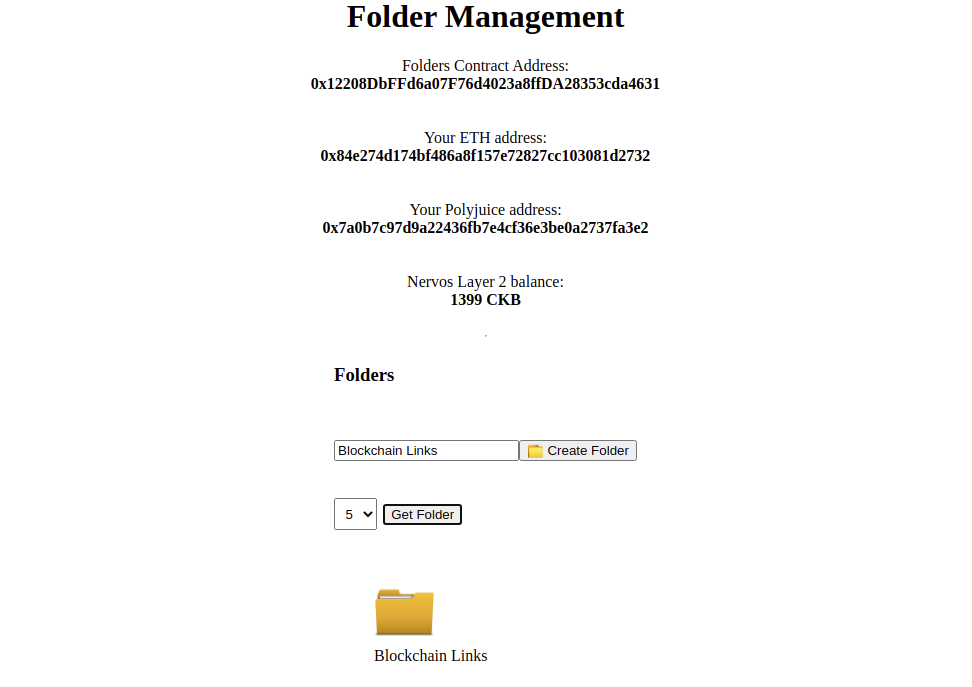 Folder Management
Folders Contract Address:
0x12208DbFFd6a07F76d4023a8ffDA28353cda4631
Your ETH address:
0x84e274d174bf486a8f157e72827cc103081d2732
Your Polyjuice address:
0x7a0b7c97d9a22436fb7e4cf36e3be0a2737fa3e2
Nervos Layer 2 balance:
1399 CKB
Folders
Blockchain Links Create Folder
5 Get Folder
Blockchain Links